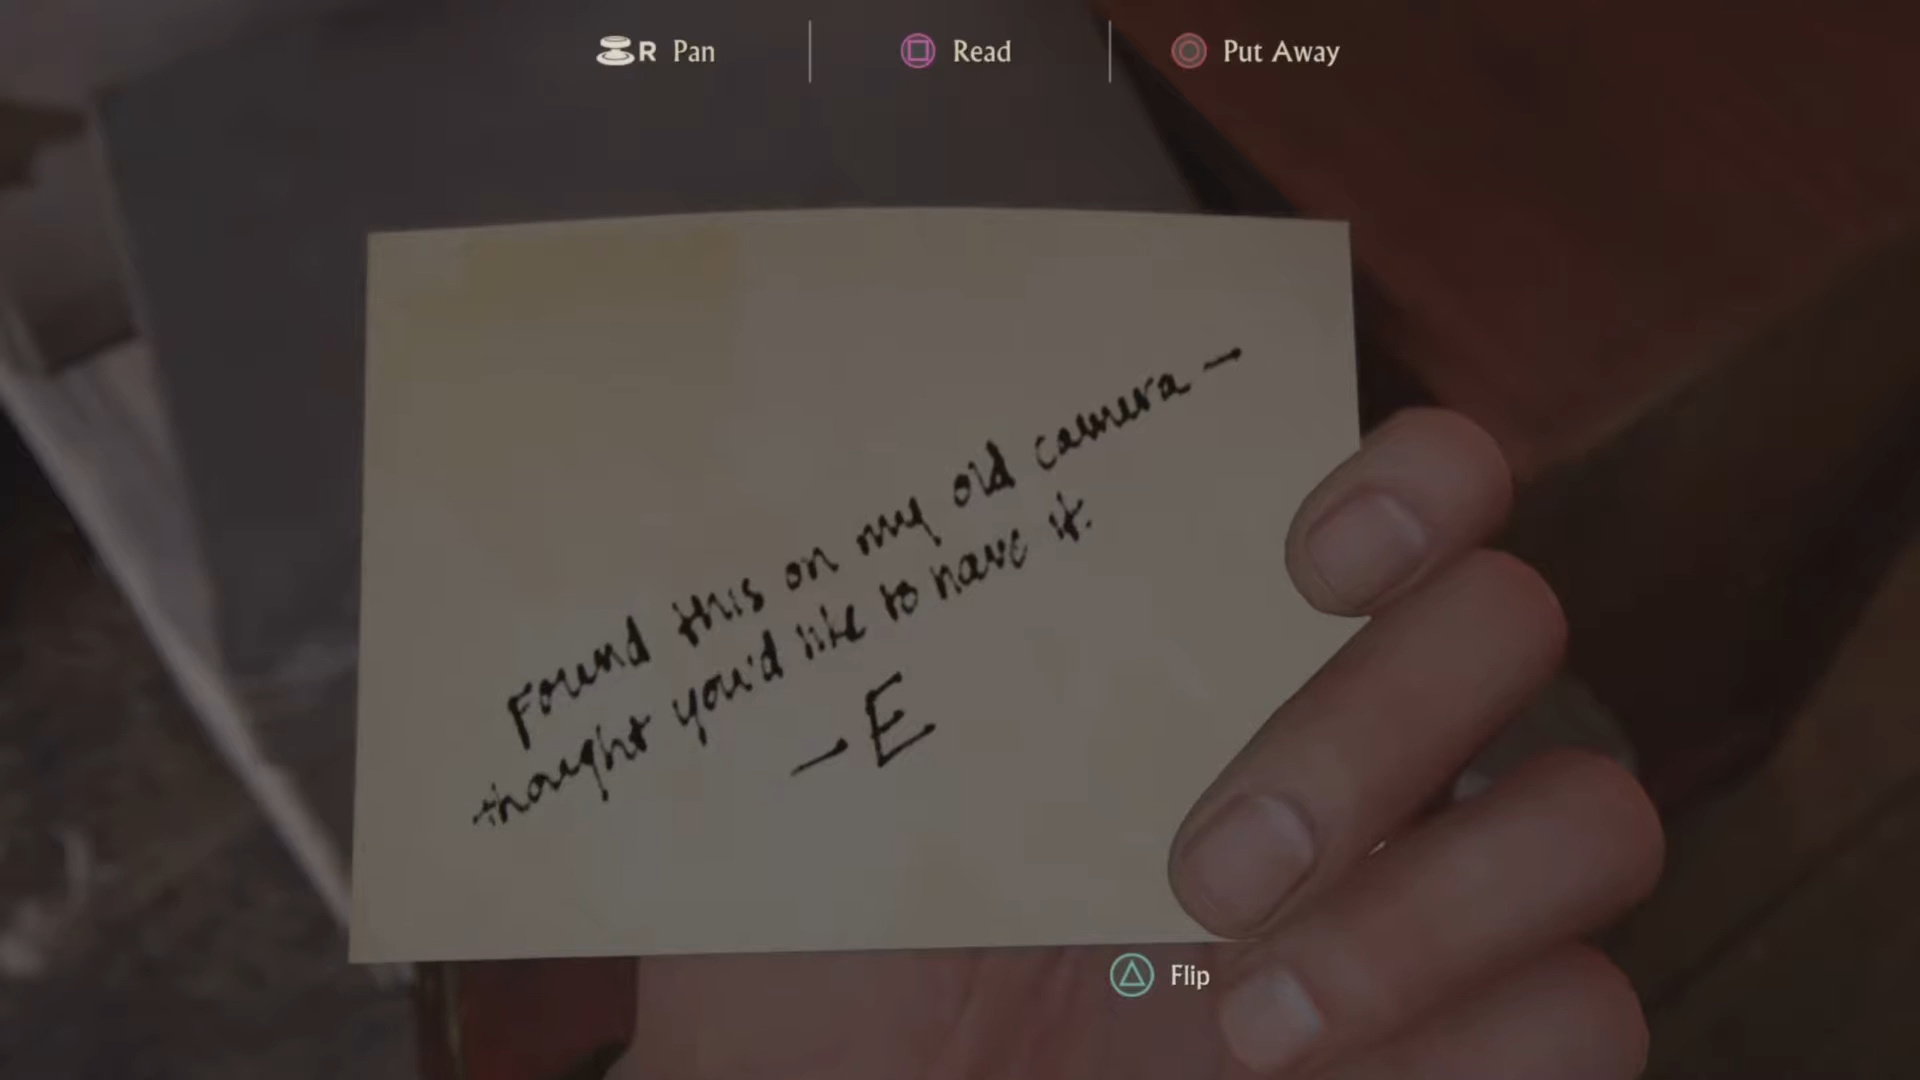 R Pan
Read
Put Away
Found this on my old camera —
thought you'd like to have it.
— E
Flip